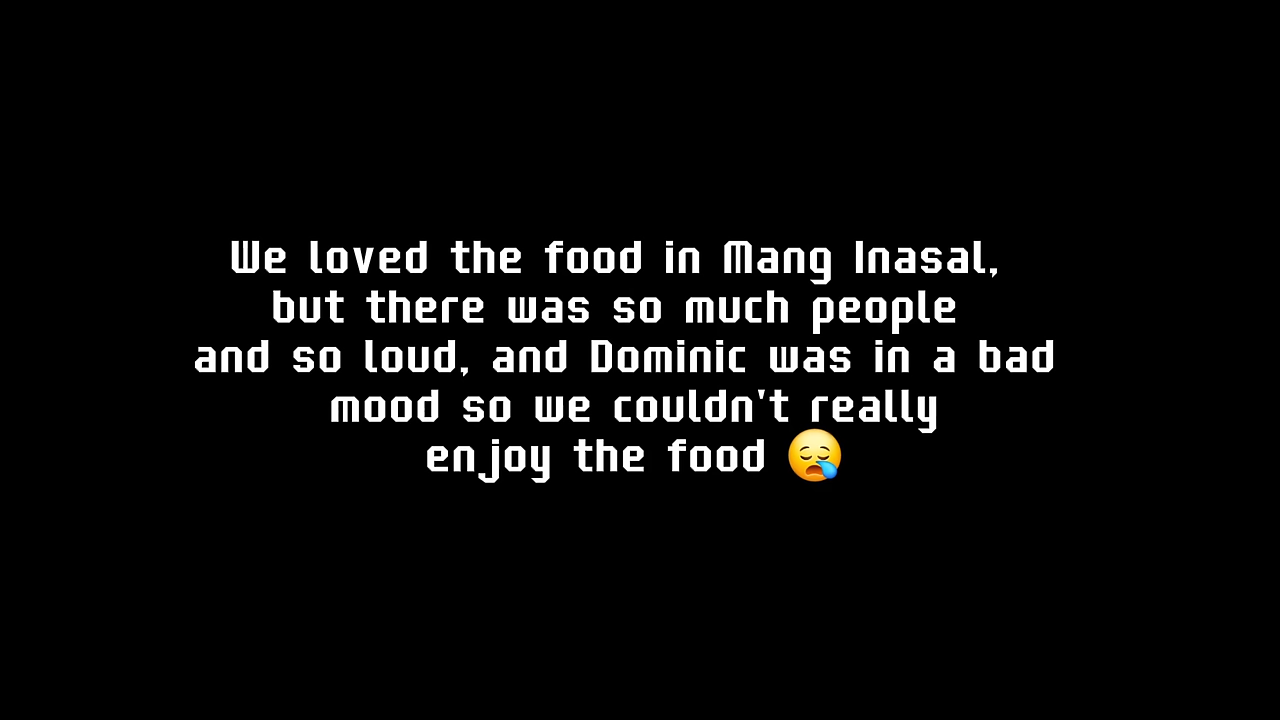 We loved the food in Mang Inasal,
but there was so much people
and so loud, and Dominic was in a bad
mood so we couldn't really
enjoy the food 😪